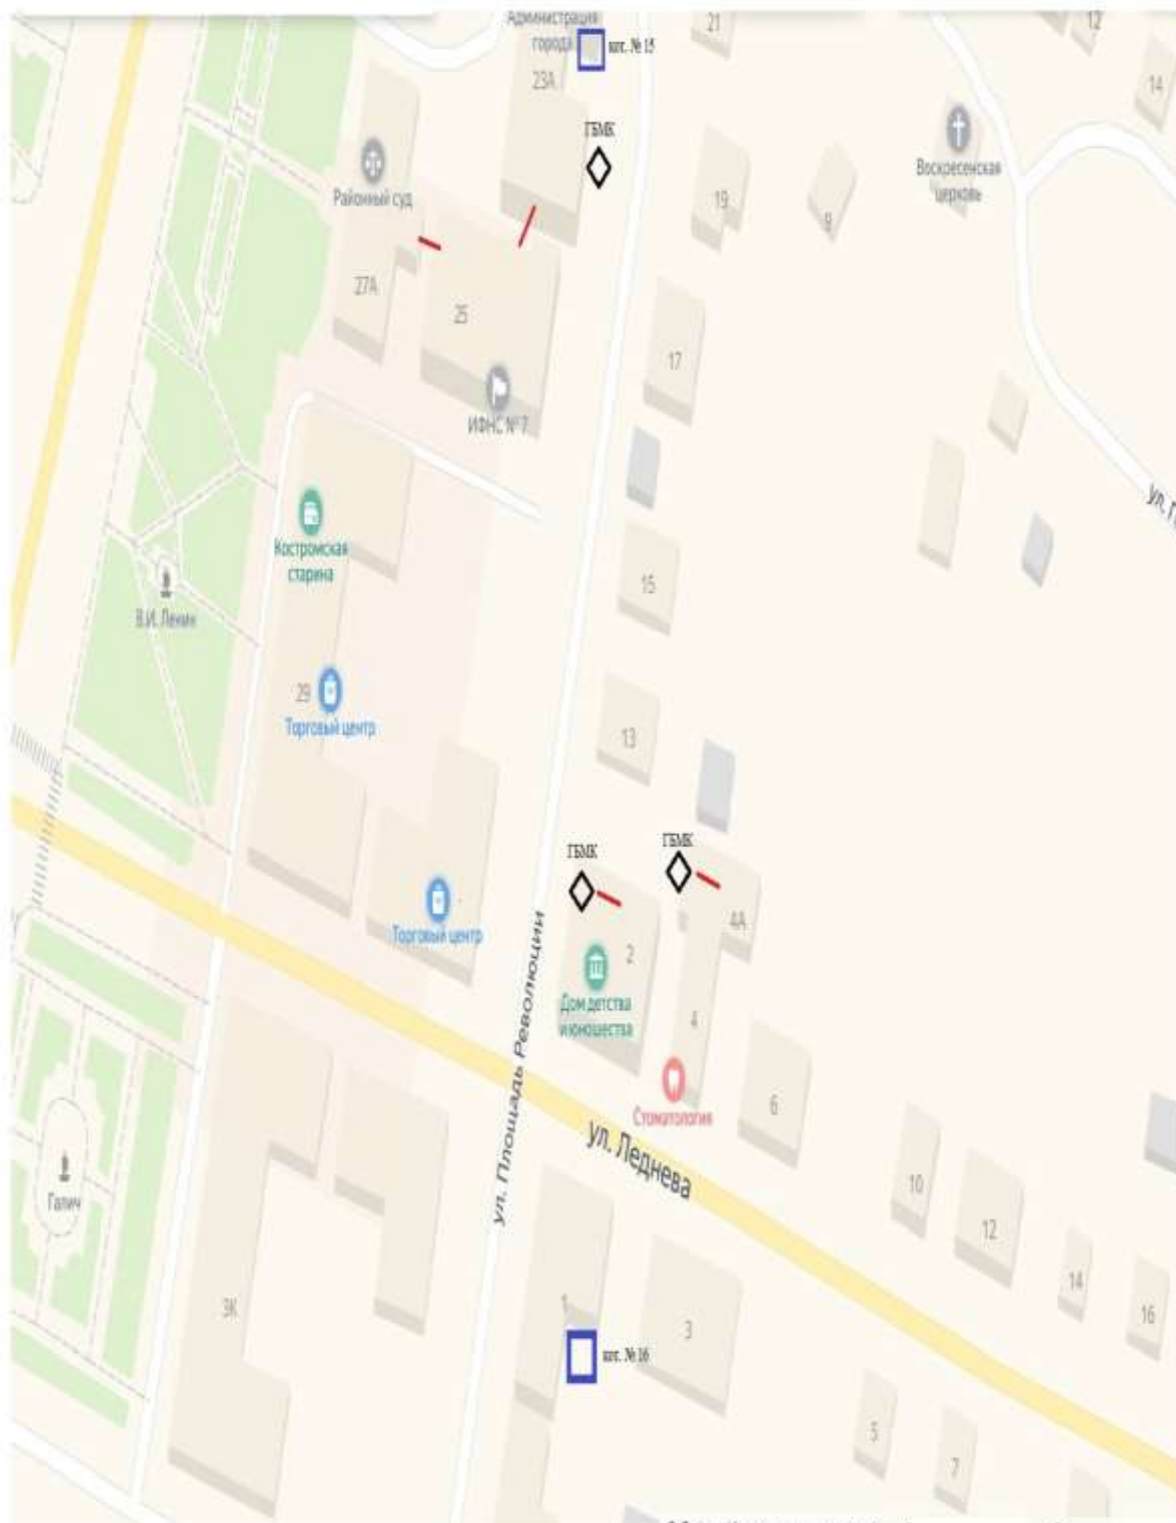 Администрация
города
кот. № 15
21
12
23А
14
ГБМК
Районный суд
Воскресенская
церковь
19
9
27А
25
17
ИФНС № 7
Костромская
старина
15
В.И. Ленин
29
Торговый центр
13
ГБМК
ГБМК
Торговый центр
4А
2
Дом детства
и юношества
4
ул. Площадь Революции
Стоматология
6
ул. Леднева
10
Галич
12
14
16
3К
1
3
кот. № 16
5
7